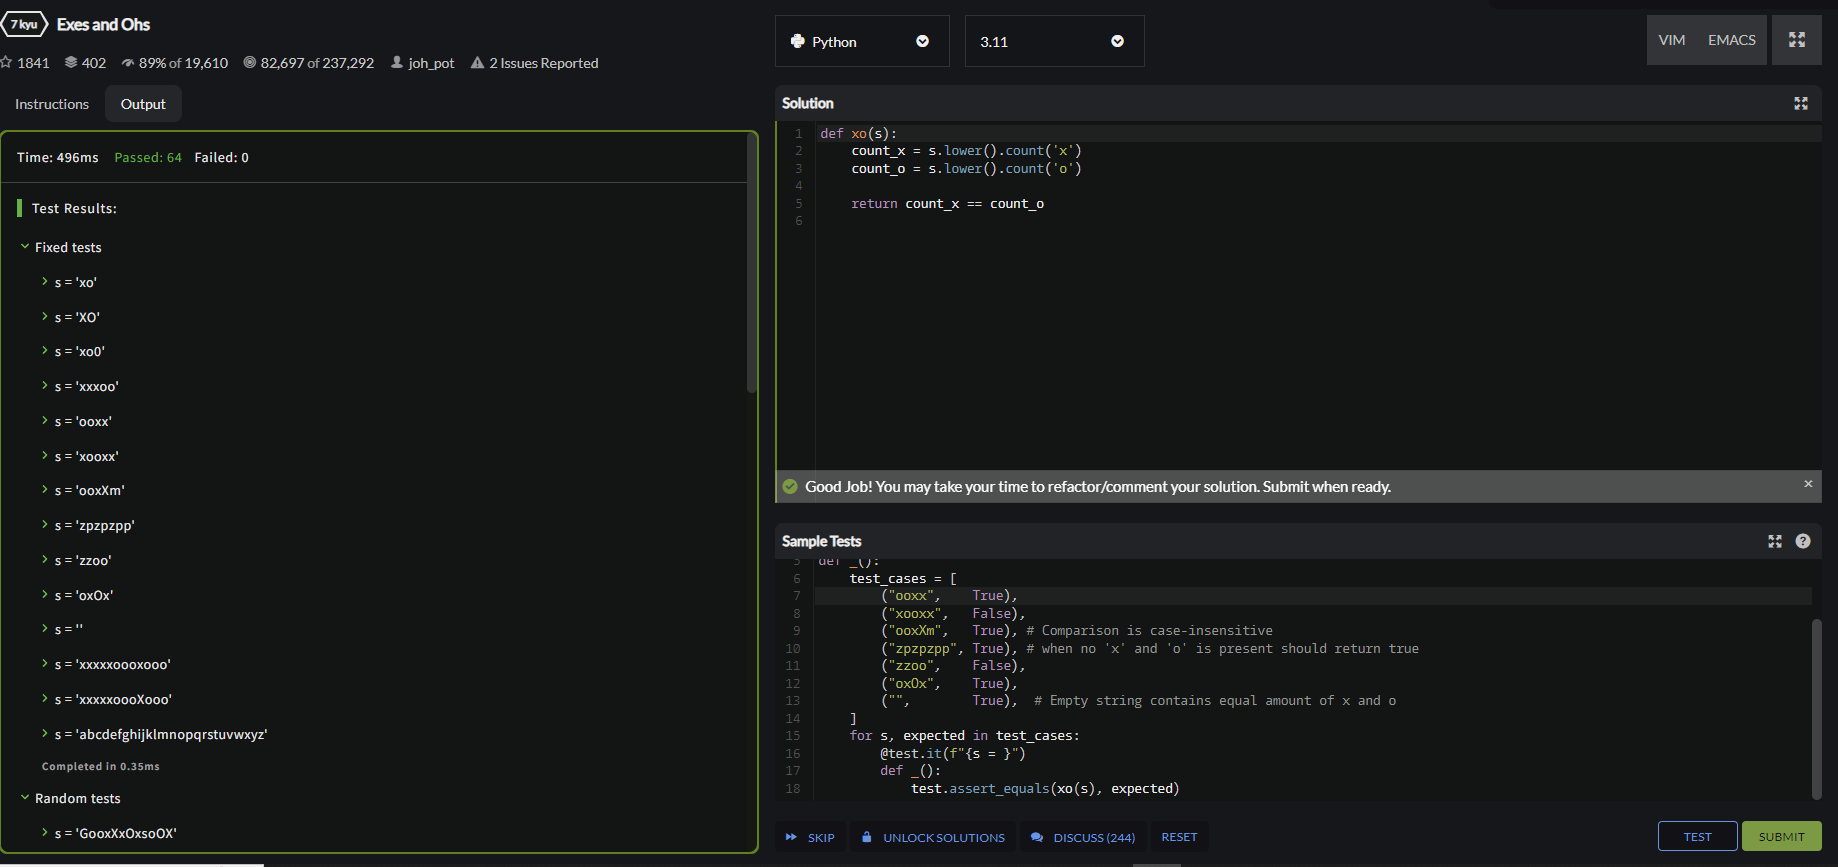 7 kyu Exes and Ohs
1841 402 89% of 19,610 82,697 of 237,292 joh_pot 2 Issues Reported
Instructions Output
Time: 496ms Passed: 64 Failed: 0
Test Results:
Fixed tests
s = 'xo'
s = 'XO'
s = 'xo0'
s = 'xxxoo'
s = 'ooxx'
s = 'xooxx'
s = 'ooxXm'
s = 'zpzpzpp'
s = 'zzoo'
s = 'oxOx'
s = ''
s = 'xxxxxoooxooo'
s = 'xxxxxoooXooo'
s = 'abcdefghijklmnopqrstuvwxyz'
Completed in 0.35ms
Random tests
s = 'GooxXxOxsoOX'
Python 3.11 VIM EMACS
Solution
1 def xo(s):
2 count_x = s.lower().count('x')
3 count_o = s.lower().count('o')
4
5 return count_x == count_o
6
Good Job! You may take your time to refactor/comment your solution. Submit when ready. ×
Sample Tests ?
5 def _():
6 test_cases = [
7 ("ooxx", True),
8 ("xooxx", False),
9 ("ooxXm", True), # Comparison is case-insensitive
10 ("zpzpzpp", True), # when no 'x' and 'o' is present should return true
11 ("zzoo", False),
12 ("oxOx", True),
13 ("", True), # Empty string contains equal amount of x and o
14 ]
15 for s, expected in test_cases:
16 @test.it(f"{s = }")
17 def _():
18 test.assert_equals(xo(s), expected)
SKIP UNLOCK SOLUTIONS DISCUSS (244) RESET TEST SUBMIT